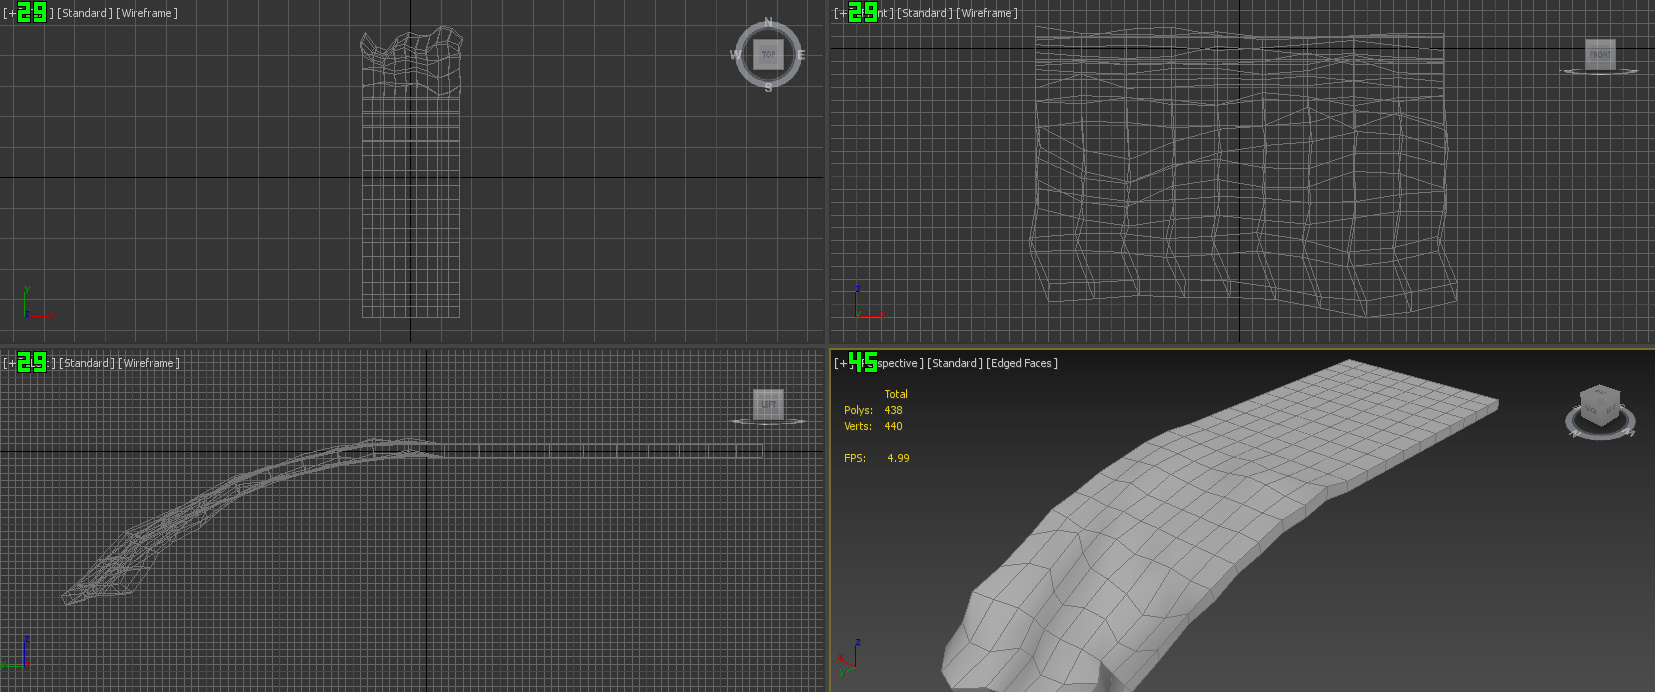 29
[+] [Standard] [Wireframe]
N
W TOP E
S
y
29
[+] [Standard] [Wireframe]
FRONT
z
29
[+] [Standard] [Wireframe]
LEFT
z
45
[+] [Standard] [Edged Faces]
Total
Polys: 438
Verts: 440
FPS: 4.99
z